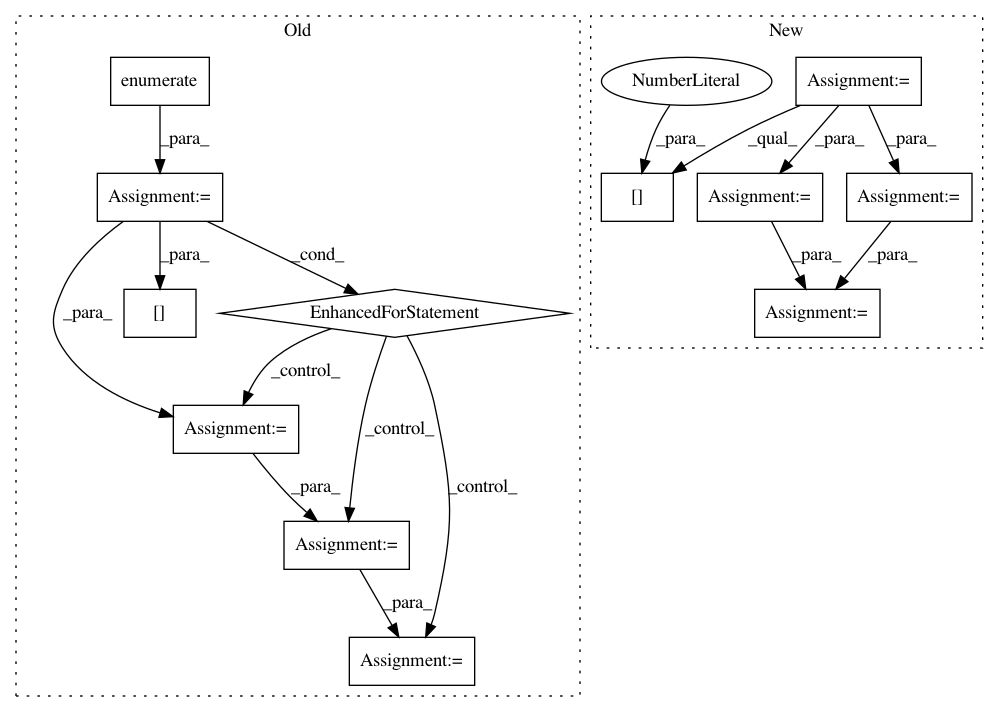 Old
New
enumerate
NumberLiteral
Assignment:=
_para_
_para_
_qual_
_para_
_para_
Assignment:=
[]
Assignment:=
Assignment:=
_para_
_cond_
_para_
_para_
_para_
[]
EnhancedForStatement
Assignment:=
_control_
Assignment:=
_control_
_para_
_control_
Assignment:=
_para_
Assignment:=